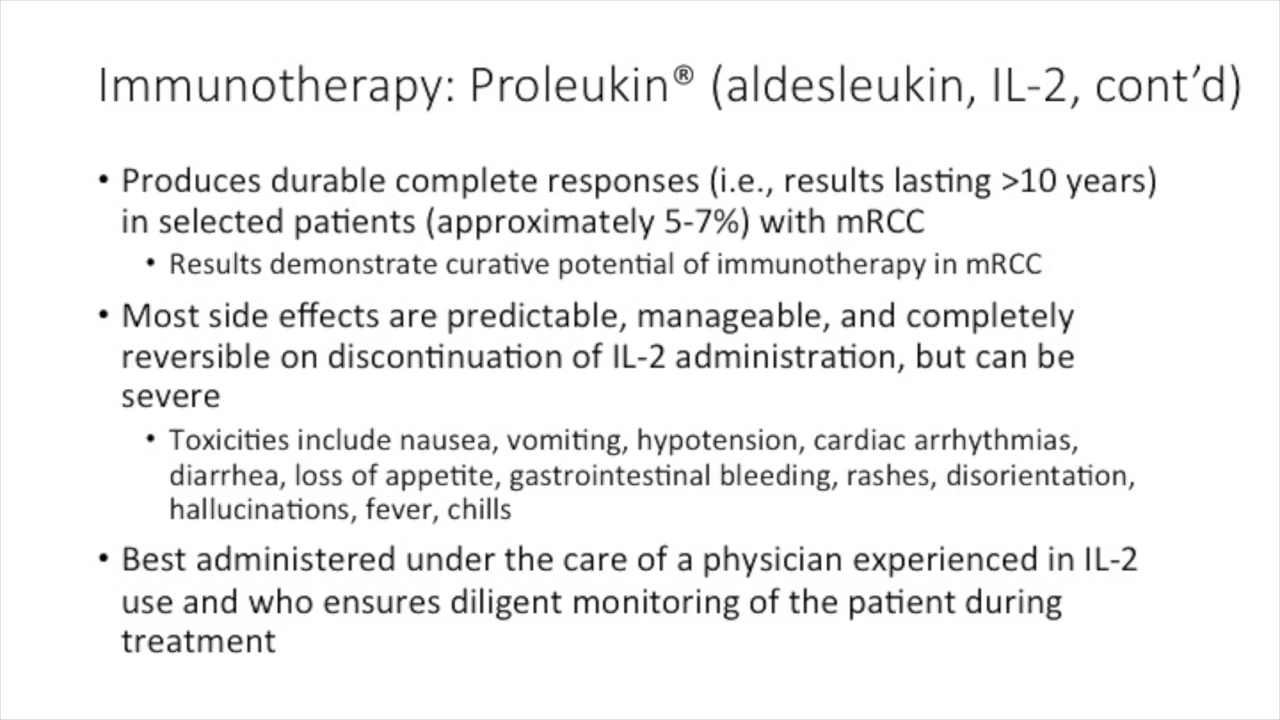 Immunotherapy: Proleukin® (aldesleukin, IL-2, cont’d)
• Produces durable complete responses (i.e., results lasting >10 years)
in selected patients (approximately 5-7%) with mRCC
• Results demonstrate curative potential of immunotherapy in mRCC
• Most side effects are predictable, manageable, and completely
reversible on discontinuation of IL-2 administration, but can be
severe
• Toxicities include nausea, vomiting, hypotension, cardiac arrhythmias,
diarrhea, loss of appetite, gastrointestinal bleeding, rashes, disorientation,
hallucinations, fever, chills
• Best administered under the care of a physician experienced in IL-2
use and who ensures diligent monitoring of the patient during
treatment